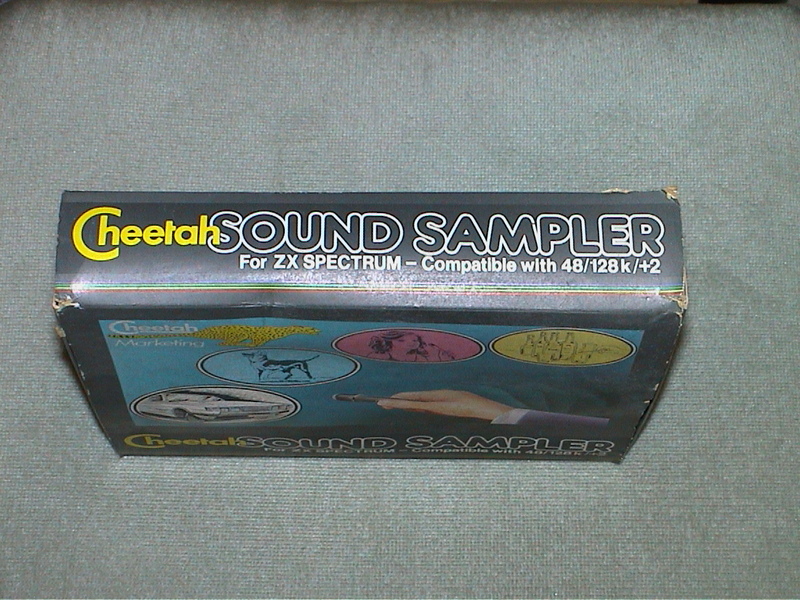 Cheetah SOUND SAMPLER
For ZX SPECTRUM – Compatible with 48/128k/+2
Cheetah
Marketing
Cheetah SOUND SAMPLER
For ZX SPECTRUM – Compatible with 48/128k/+2